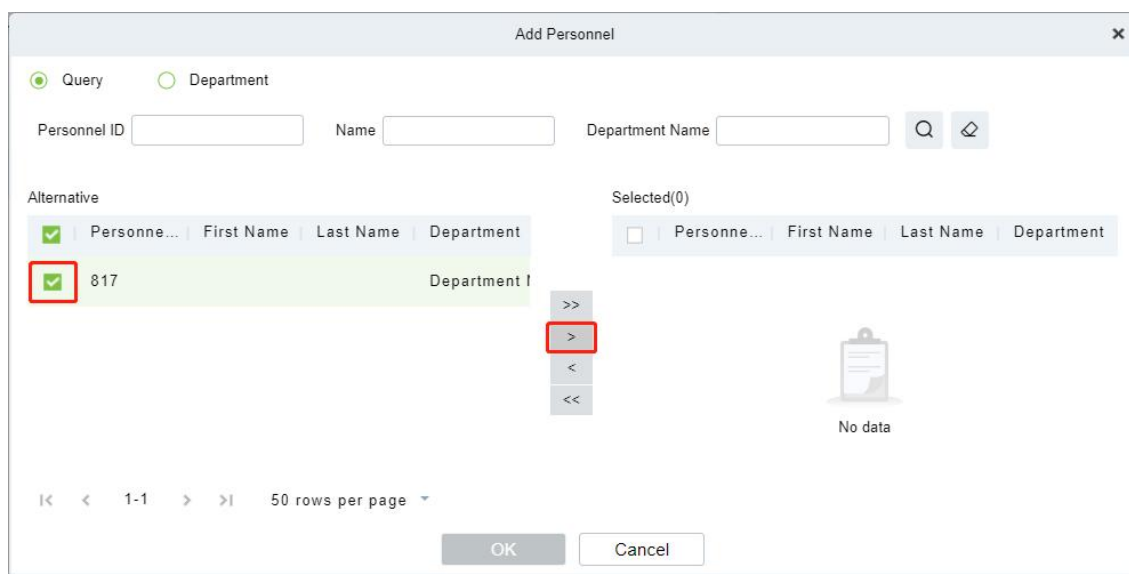 Add Personnel
Query Department
Personnel ID Name Department Name
Alternative Selected(0)
Personne... First Name Last Name Department Personne... First Name Last Name Department
817 Department
>>
>
<
<<
No data
1-1 50 rows per page
OK Cancel